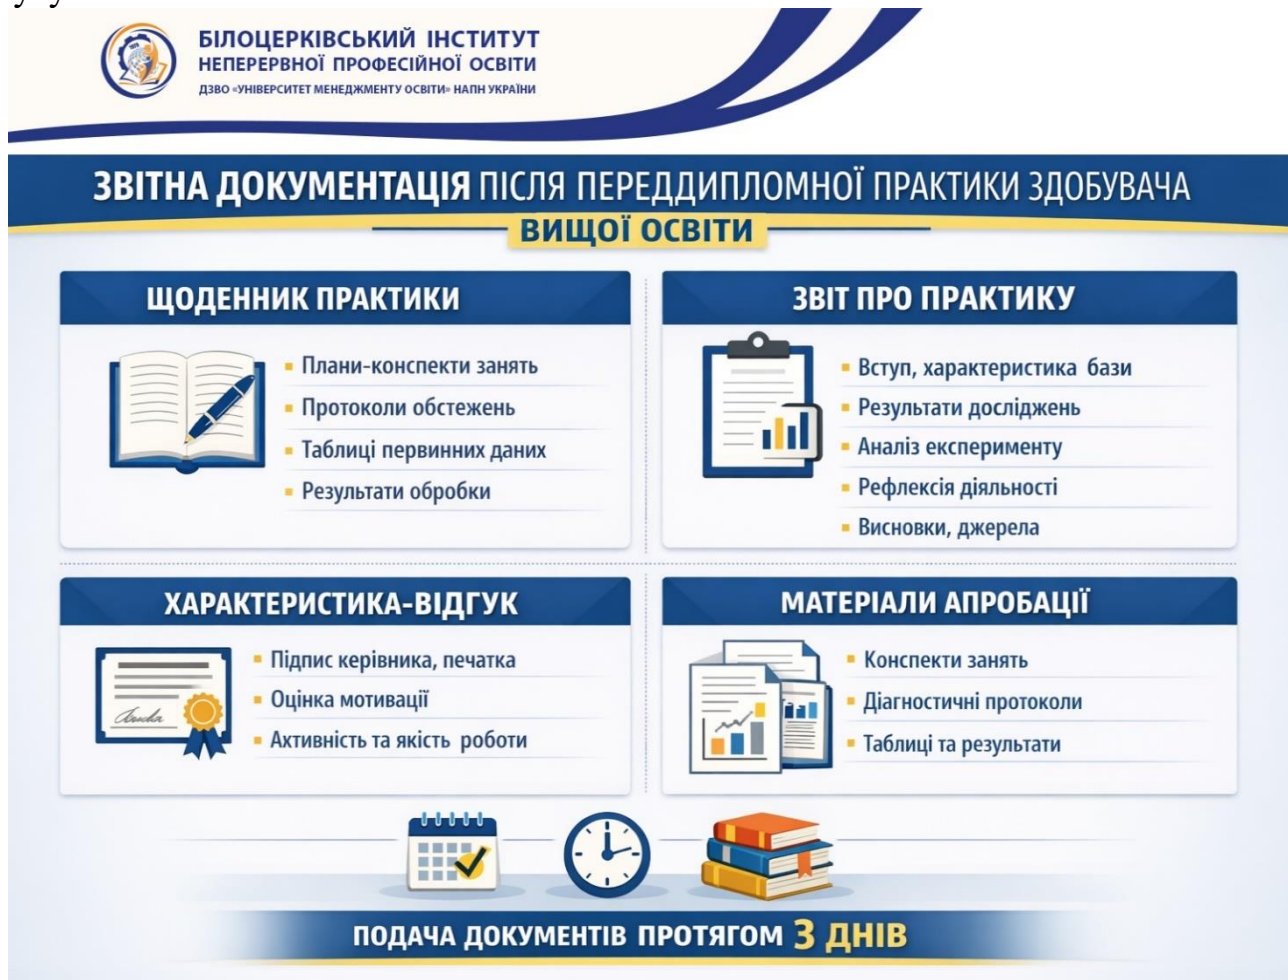 БІЛОЦЕРКІВСЬКИЙ ІНСТИТУТ
НЕПЕРЕРВНОЇ ПРОФЕСІЙНОЇ ОСВІТИ
ДЗВО «УНІВЕРСИТЕТ МЕНЕДЖМЕНТУ ОСВІТИ» НАПН УКРАЇНИ
ЗВІТНА ДОКУМЕНТАЦІЯ ПІСЛЯ ПЕРЕДДИПЛОМНОЇ ПРАКТИКИ ЗДОБУВАЧА
ВИЩОЇ ОСВІТИ
ЩОДЕННИК ПРАКТИКИ
Плани-конспекти занять
Протоколи обстежень
Таблиці первинних даних
Результати обробки
ЗВІТ ПРО ПРАКТИКУ
Вступ, характеристика бази
Результати досліджень
Аналіз експерименту
Рефлексія діяльності
Висновки, джерела
ХАРАКТЕРИСТИКА-ВІДГУК
Підпис керівника, печатка
Оцінка мотивації
Активність та якість роботи
МАТЕРІАЛИ АПРОБАЦІЇ
Конспекти занять
Діагностичні протоколи
Таблиці та результати
ПОДАЧА ДОКУМЕНТІВ ПРОТЯГОМ 3 ДНІВ